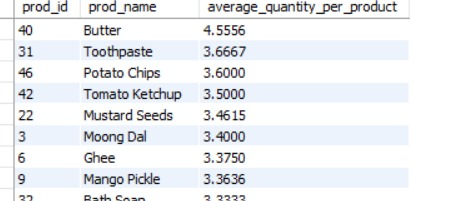 prod_id prod_name average_quantity_per_product
40 Butter 4.5556
31 Toothpaste 3.6667
46 Potato Chips 3.6000
42 Tomato Ketchup 3.5000
22 Mustard Seeds 3.4615
3 Moong Dal 3.4000
6 Ghee 3.3750
9 Mango Pickle 3.3636
32 Bath Soap 3.3333